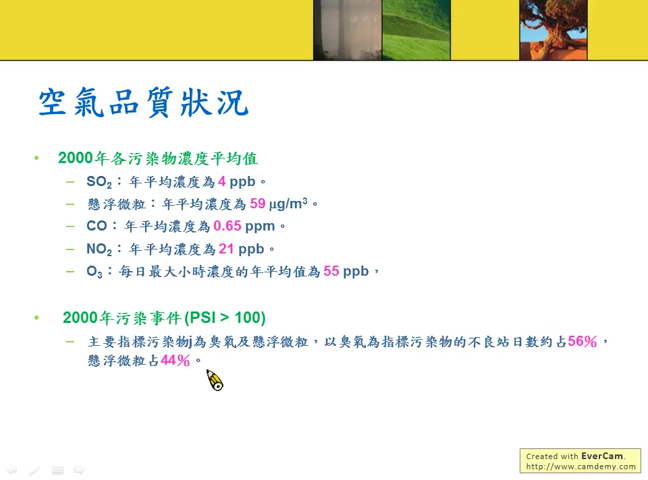 空氣品質狀況
• 2000年各污染物濃度平均值
– SO₂：年平均濃度為4 ppb。
– 懸浮微粒：年平均濃度為59 μg/m³。
– CO：年平均濃度為0.65 ppm。
– NO₂：年平均濃度為21 ppb。
– O₃：每日最大小時濃度的年平均值為55 ppb，
• 2000年污染事件(PSI > 100)
– 主要指標污染物j為臭氧及懸浮微粒，以臭氧為指標污染物的不良站日數約占56%，
懸浮微粒占44%。
Created with EverCam.
http://www.camdemy.com